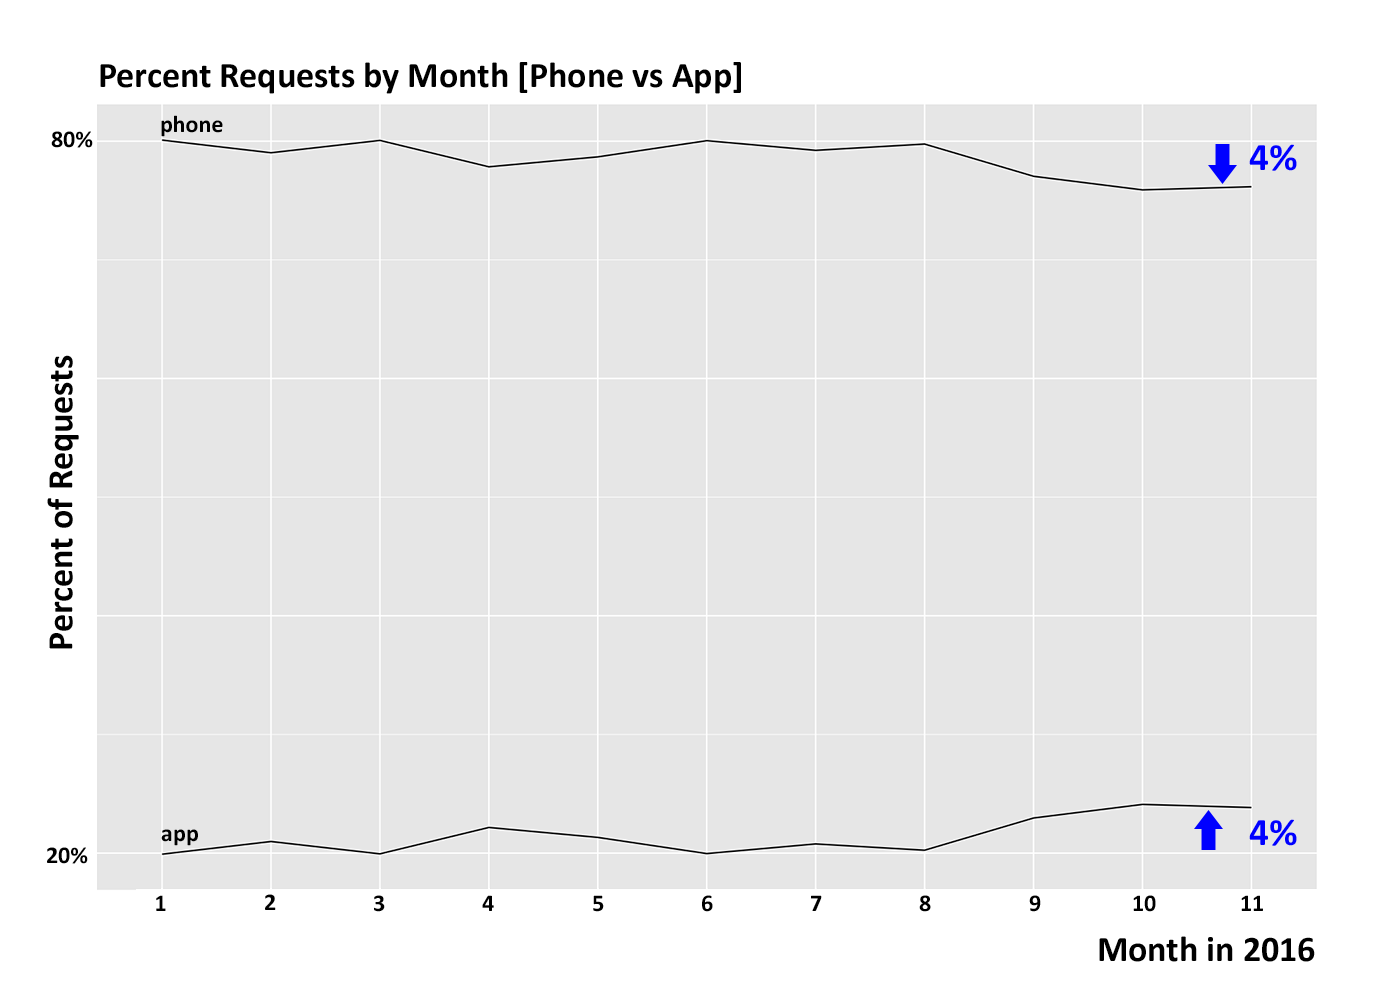 Percent Requests by Month [Phone vs App]
phone
80%
4%
Percent of Requests
app
4%
20%
1 2 3 4 5 6 7 8 9 10 11
Month in 2016